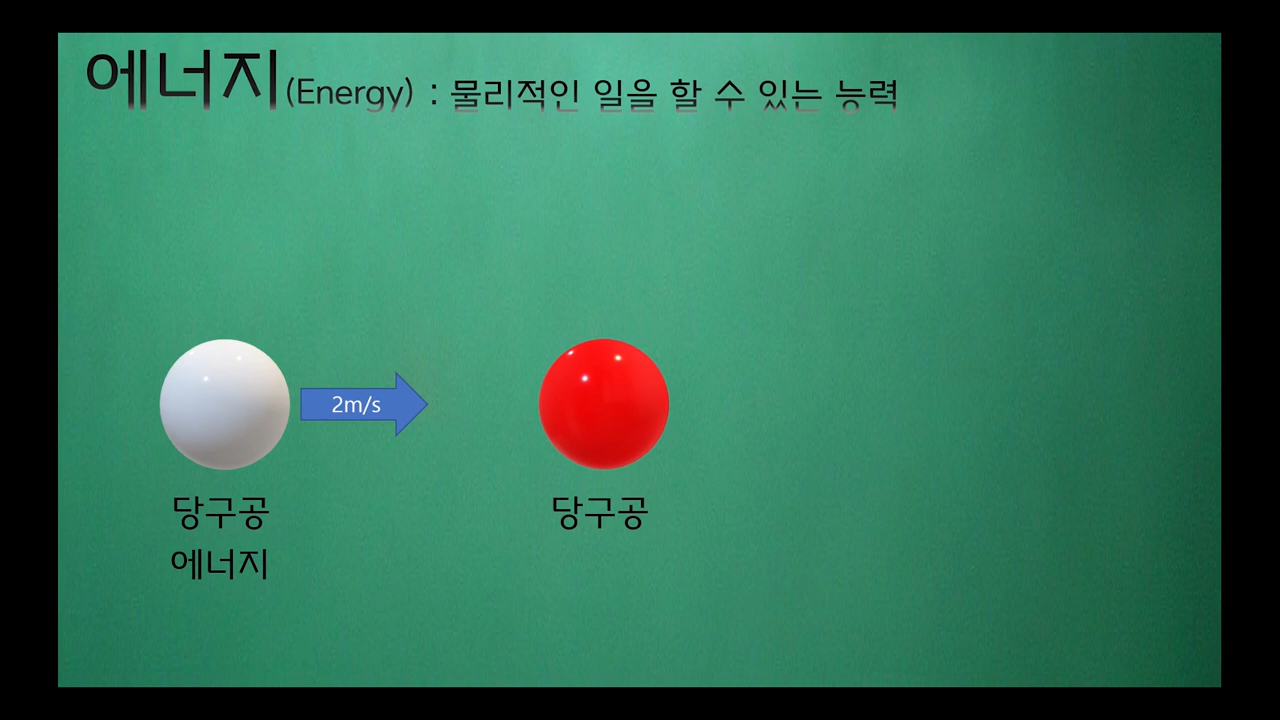 에너지(Energy) : 물리적인 일을 할 수 있는 능력
2m/s
당구공
에너지
당구공